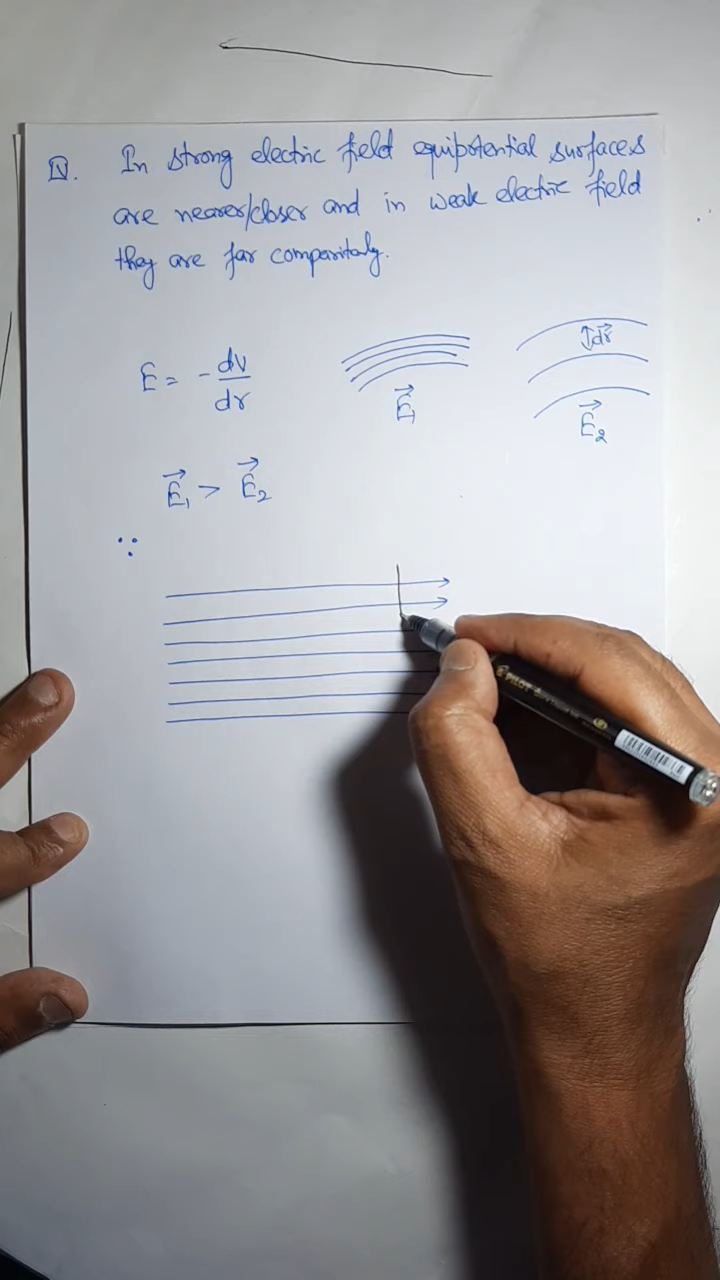 IV. In strong electric field equipotential surfaces
are nearer/closer and in weak electric field
they are far comparitaly.
E = - dV/dr
E₁
dr
E₂
E₁ > E₂
∵
PILOT